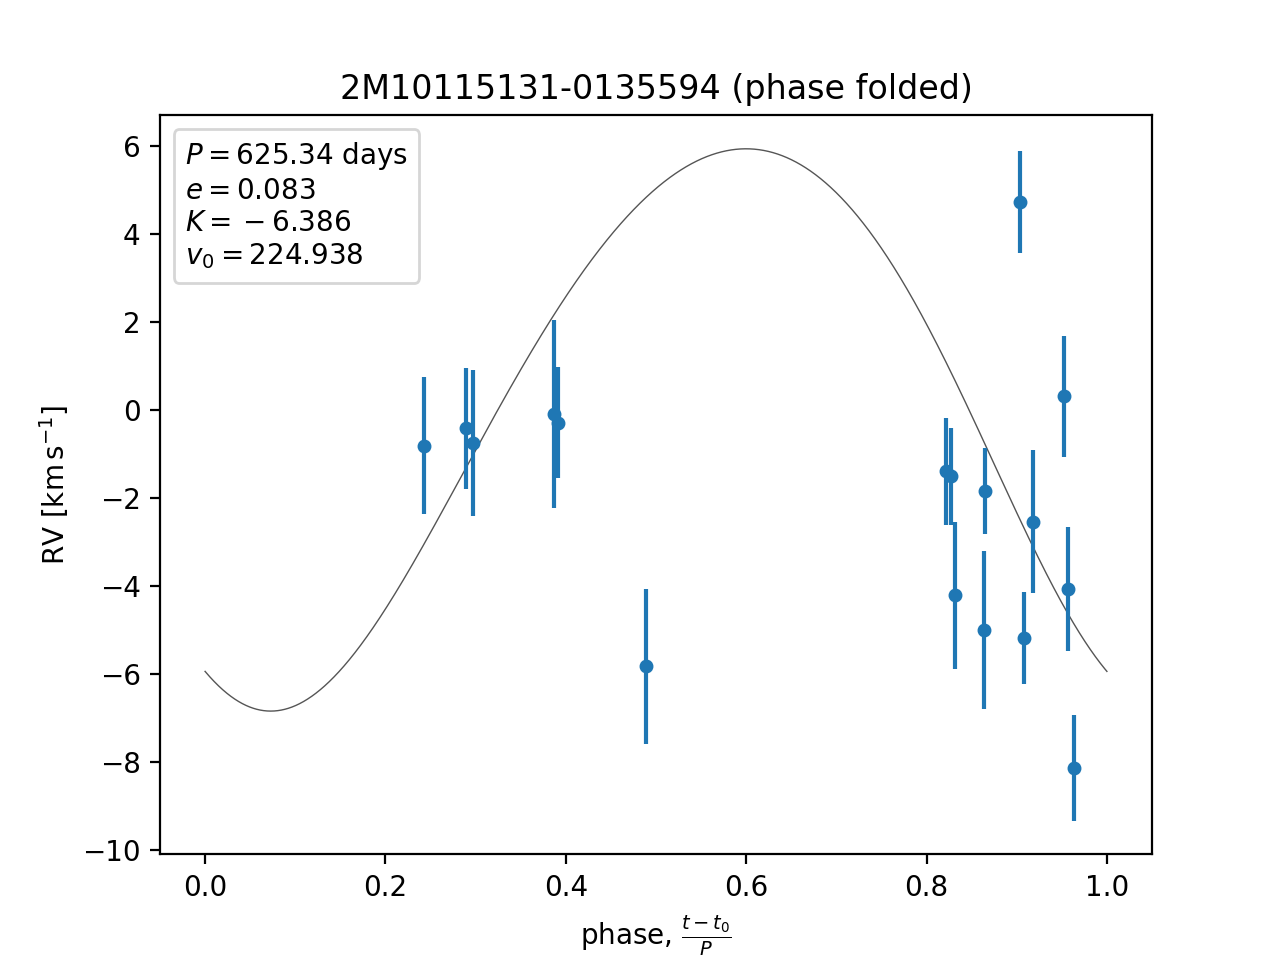 2M10115131-0135594 (phase folded)
P = 625.34 days
e = 0.083
K = −6.386
v₀ = 224.938
6
4
2
0
−2
−4
−6
−8
−10
RV [km s⁻¹]
0.0 0.2 0.4 0.6 0.8 1.0
phase, (t − t₀)/P